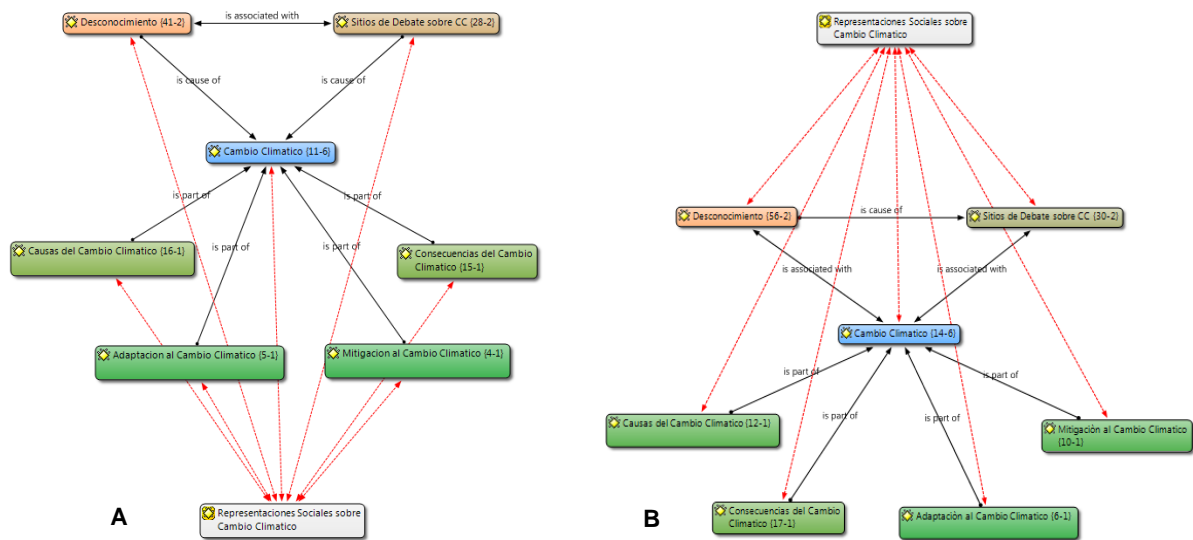 Desconocimiento {41-2}
is associated with
Sitios de Debate sobre CC {28-2}
is cause of
is cause of
Cambio Climatico {11-6}
is part of
is part of
is part of
is part of
Causas del Cambio Climatico {16-1}
Consecuencias del Cambio
Climatico {15-1}
Adaptacion al Cambio Climatico {5-1}
Mitigacion al Cambio Climatico {4-1}
Representaciones Sociales sobre
Cambio Climatico
A
Representaciones Sociales sobre
Cambio Climatico
Desconocimiento {56-2}
is cause of
Sitios de Debate sobre CC {30-2}
is associated with
is associated with
Cambio Climatico {14-6}
is part of
is part of
is part of
is part of
Causas del Cambio Climatico {12-1}
Mitigaciòn al Cambio Climatico
{10-1}
Consecuencias del Cambio
Climatico {17-1}
Adaptaciòn al Cambio Climatico {6-1}
B